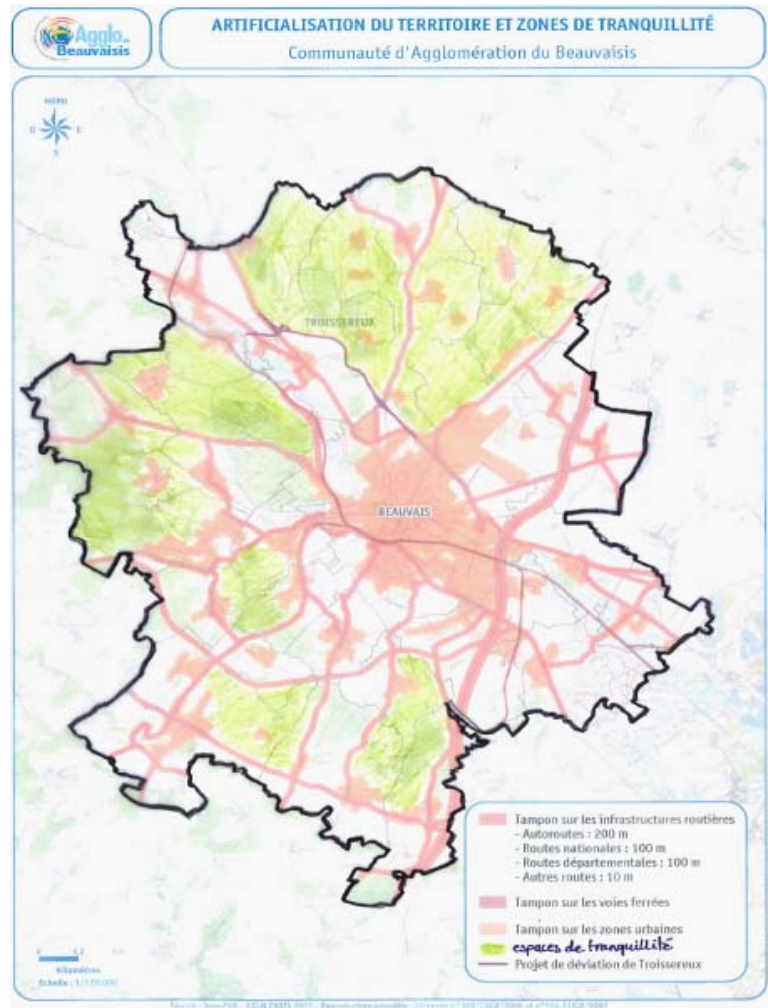 Agglo du
Beauvaisis
ARTIFICIALISATION DU TERRITOIRE ET ZONES DE TRANQUILLITÉ
Communauté d'Agglomération du Beauvaisis
NORD
E
S
TROISSEREUX
BEAUVAIS
Tampon sur les infrastructures routières
- Autoroutes : 200 m
- Routes nationales : 100 m
- Routes départementales : 100 m
- Autres routes : 10 m
Tampon sur les voies ferrées
Tampon sur les zones urbaines
espaces de tranquillité
Projet de déviation de Troissereux
Kilomètres